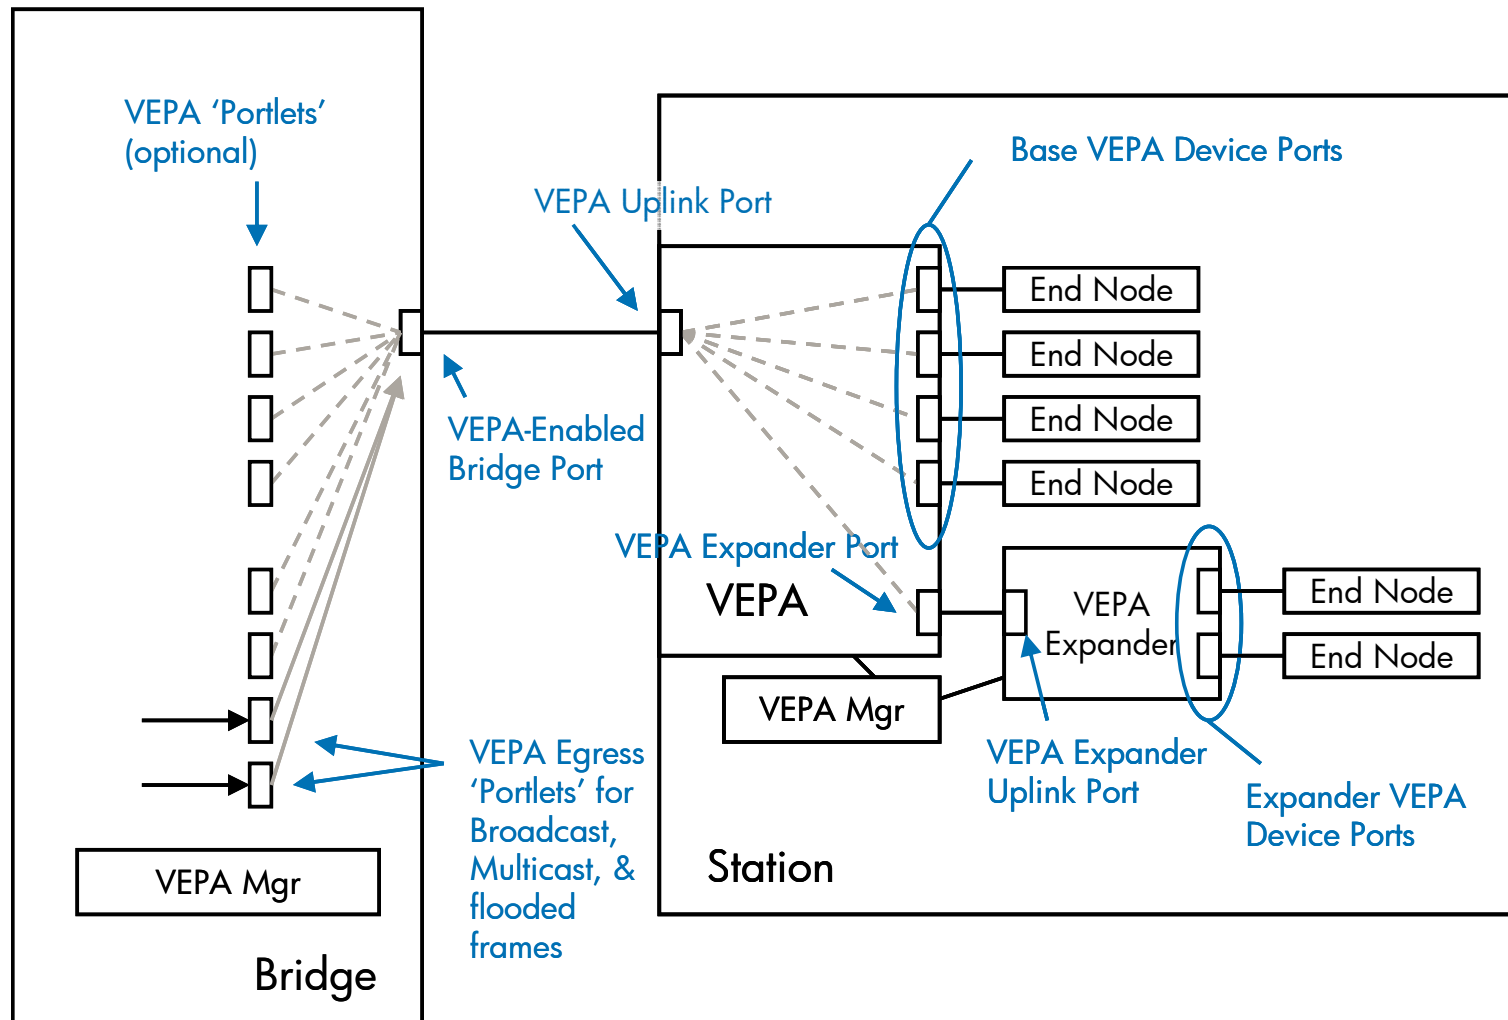 VEPA ‘Portlets’
(optional)
Base VEPA Device Ports
VEPA Uplink Port
End Node
End Node
End Node
End Node
VEPA-Enabled
Bridge Port
VEPA Expander Port
VEPA
VEPA
Expander
End Node
End Node
VEPA Mgr
VEPA Egress
‘Portlets’ for
Broadcast,
Multicast, &
flooded
frames
VEPA Expander
Uplink Port
Expander VEPA
Device Ports
Station
VEPA Mgr
Bridge